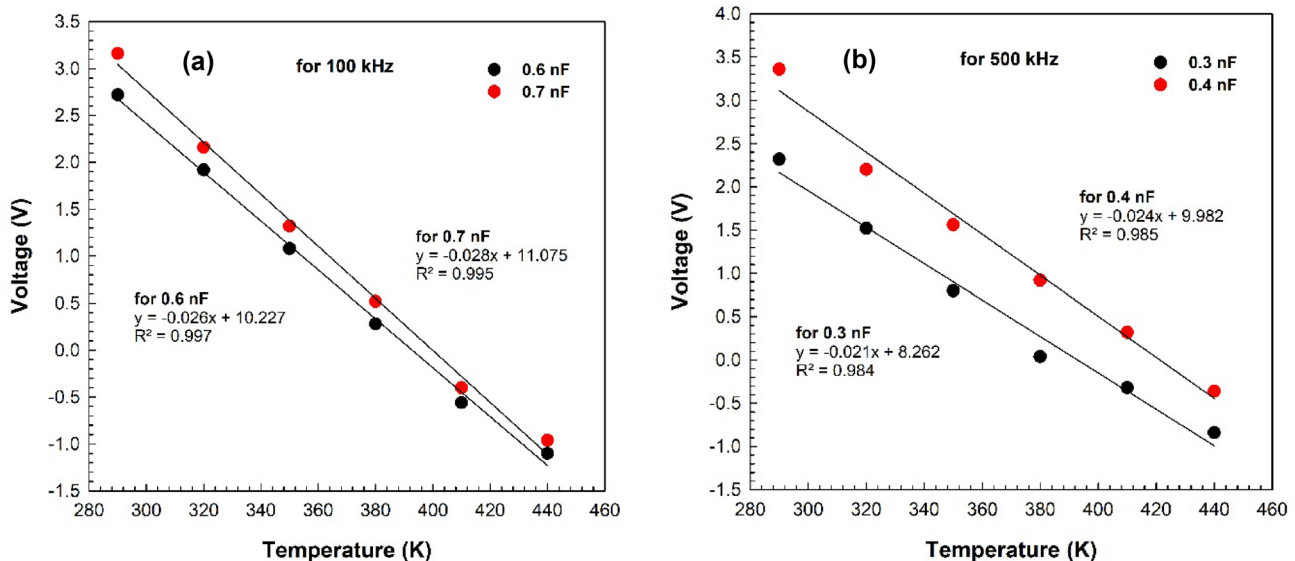 (a)
for 100 kHz
0.6 nF
0.7 nF
3.5
3.0
2.5
2.0
1.5
1.0
0.5
0.0
-0.5
-1.0
-1.5
Voltage (V)
for 0.7 nF
y = -0.028x + 11.075
R² = 0.995
for 0.6 nF
y = -0.026x + 10.227
R² = 0.997
280 300 320 340 360 380 400 420 440 460
Temperature (K)
(b)
for 500 kHz
0.3 nF
0.4 nF
4.0
3.5
3.0
2.5
2.0
1.5
1.0
0.5
0.0
-0.5
-1.0
-1.5
Voltage (V)
for 0.4 nF
y = -0.024x + 9.982
R² = 0.985
for 0.3 nF
y = -0.021x + 8.262
R² = 0.984
280 300 320 340 360 380 400 420 440 460
Temperature (K)